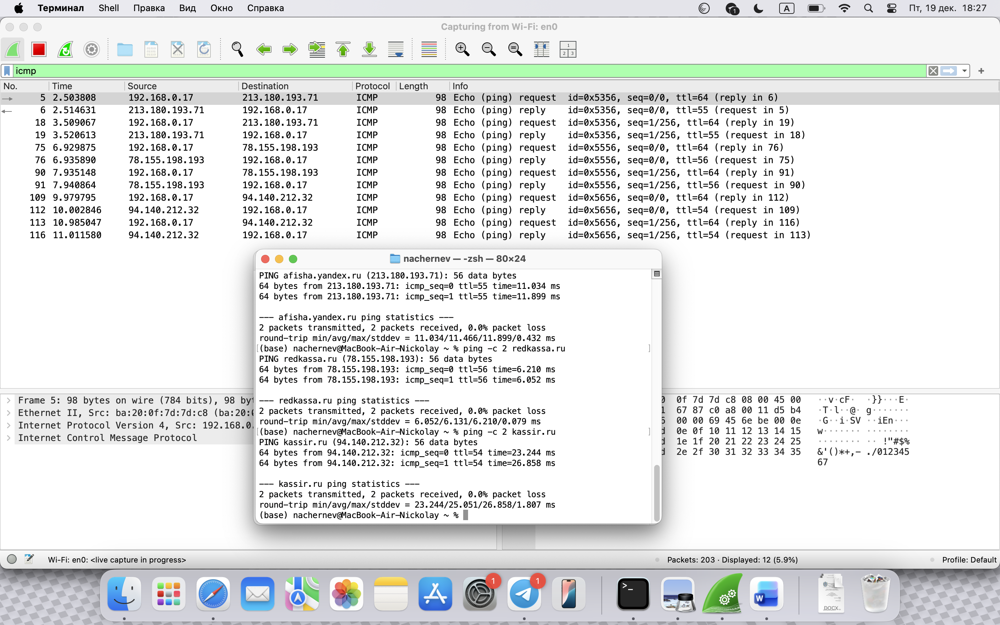 Терминал Shell Правка Вид Окно Справка 1 A Пт, 19 дек. 18:27
Capturing from Wi-Fi: en0
icmp
No. Time Source Destination Protocol Length Info
5 2.503808 192.168.0.17 213.180.193.71 ICMP 98 Echo (ping) request id=0x5356, seq=0/0, ttl=64 (reply in 6)
6 2.514631 213.180.193.71 192.168.0.17 ICMP 98 Echo (ping) reply id=0x5356, seq=0/0, ttl=55 (request in 5)
18 3.509067 192.168.0.17 213.180.193.71 ICMP 98 Echo (ping) request id=0x5356, seq=1/256, ttl=64 (reply in 19)
19 3.520613 213.180.193.71 192.168.0.17 ICMP 98 Echo (ping) reply id=0x5356, seq=1/256, ttl=55 (request in 18)
75 6.929875 192.168.0.17 78.155.198.193 ICMP 98 Echo (ping) request id=0x5556, seq=0/0, ttl=64 (reply in 76)
76 6.935890 78.155.198.193 192.168.0.17 ICMP 98 Echo (ping) reply id=0x5556, seq=0/0, ttl=56 (request in 75)
90 7.935148 192.168.0.17 78.155.198.193 ICMP 98 Echo (ping) request id=0x5556, seq=1/256, ttl=64 (reply in 91)
91 7.940864 78.155.198.193 192.168.0.17 ICMP 98 Echo (ping) reply id=0x5556, seq=1/256, ttl=56 (request in 90)
109 9.979795 192.168.0.17 94.140.212.32 ICMP 98 Echo (ping) request id=0x5656, seq=0/0, ttl=64 (reply in 112)
112 10.002846 94.140.212.32 192.168.0.17 ICMP 98 Echo (ping) reply id=0x5656, seq=0/0, ttl=54 (request in 109)
113 10.985047 192.168.0.17 94.140.212.32 ICMP 98 Echo (ping) request id=0x5656, seq=1/256, ttl=64 (reply in 116)
116 11.011580 94.140.212.32 192.168.0.17 ICMP 98 Echo (ping) reply id=0x5656, seq=1/256, ttl=54 (request in 113)
nachernev — -zsh — 80×24
PING afisha.yandex.ru (213.180.193.71): 56 data bytes
64 bytes from 213.180.193.71: icmp_seq=0 ttl=55 time=11.034 ms
64 bytes from 213.180.193.71: icmp_seq=1 ttl=55 time=11.899 ms
--- afisha.yandex.ru ping statistics ---
2 packets transmitted, 2 packets received, 0.0% packet loss
round-trip min/avg/max/stddev = 11.034/11.466/11.899/0.432 ms
[(base) nachernev@MacBook-Air-Nickolay ~ % ping -c 2 redkassa.ru ]
PING redkassa.ru (78.155.198.193): 56 data bytes
64 bytes from 78.155.198.193: icmp_seq=0 ttl=56 time=6.210 ms
64 bytes from 78.155.198.193: icmp_seq=1 ttl=56 time=6.052 ms
--- redkassa.ru ping statistics ---
2 packets transmitted, 2 packets received, 0.0% packet loss
round-trip min/avg/max/stddev = 6.052/6.131/6.210/0.079 ms
[(base) nachernev@MacBook-Air-Nickolay ~ % ping -c 2 kassir.ru ]
PING kassir.ru (94.140.212.32): 56 data bytes
64 bytes from 94.140.212.32: icmp_seq=0 ttl=54 time=23.244 ms
64 bytes from 94.140.212.32: icmp_seq=1 ttl=54 time=26.858 ms
--- kassir.ru ping statistics ---
2 packets transmitted, 2 packets received, 0.0% packet loss
round-trip min/avg/max/stddev = 23.244/25.051/26.858/1.807 ms
(base) nachernev@MacBook-Air-Nickolay ~ %
Frame 5: 98 bytes on wire (784 bits), 98 by
Ethernet II, Src: ba:20:0f:7d:7d:c8 (ba:20:
Internet Protocol Version 4, Src: 192.168.0.
Internet Control Message Protocol
0f 7d 7d c8 08 00 45 00 ··v·cF· ·}}···E·
67 87 c0 a8 00 11 d5 b4 ·T·l··@· g·······
00 00 69 45 6e be 00 0e ·G··i·SV ··iEn···
0e 0f 10 11 12 13 14 15 w······· ········
1e 1f 20 21 22 23 24 25 ········ ·· !"#$%
2e 2f 30 31 32 33 34 35 &'()*+,- ./012345
67
Wi-Fi: en0: <live capture in progress> Packets: 203 · Displayed: 12 (5.9%) Profile: Default
1 1
>_ W DOCX